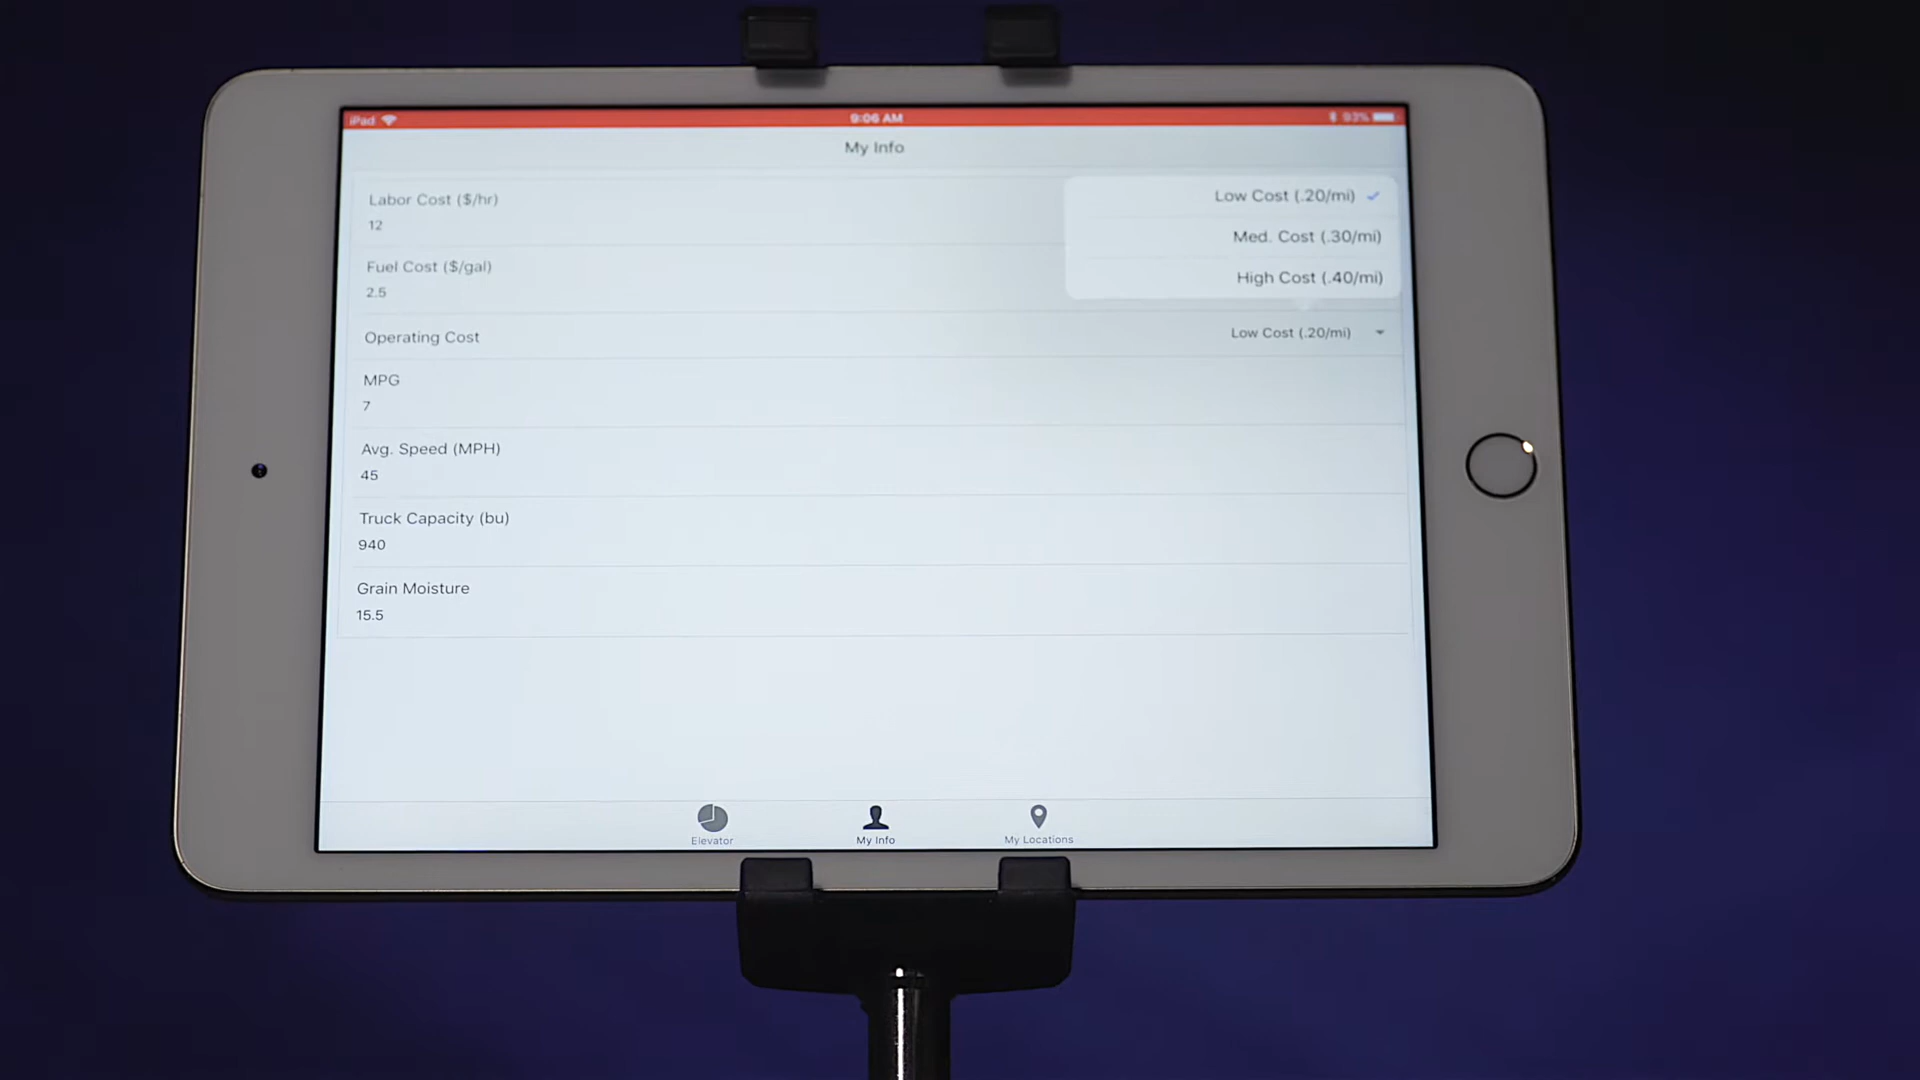 iPad
9:06 AM
93%
My Info
Labor Cost ($/hr)
12
Low Cost (.20/mi)
Med. Cost (.30/mi)
High Cost (.40/mi)
Fuel Cost ($/gal)
2.5
Operating Cost
Low Cost (.20/mi)
MPG
7
Avg. Speed (MPH)
45
Truck Capacity (bu)
940
Grain Moisture
15.5
Elevator
My Info
My Locations